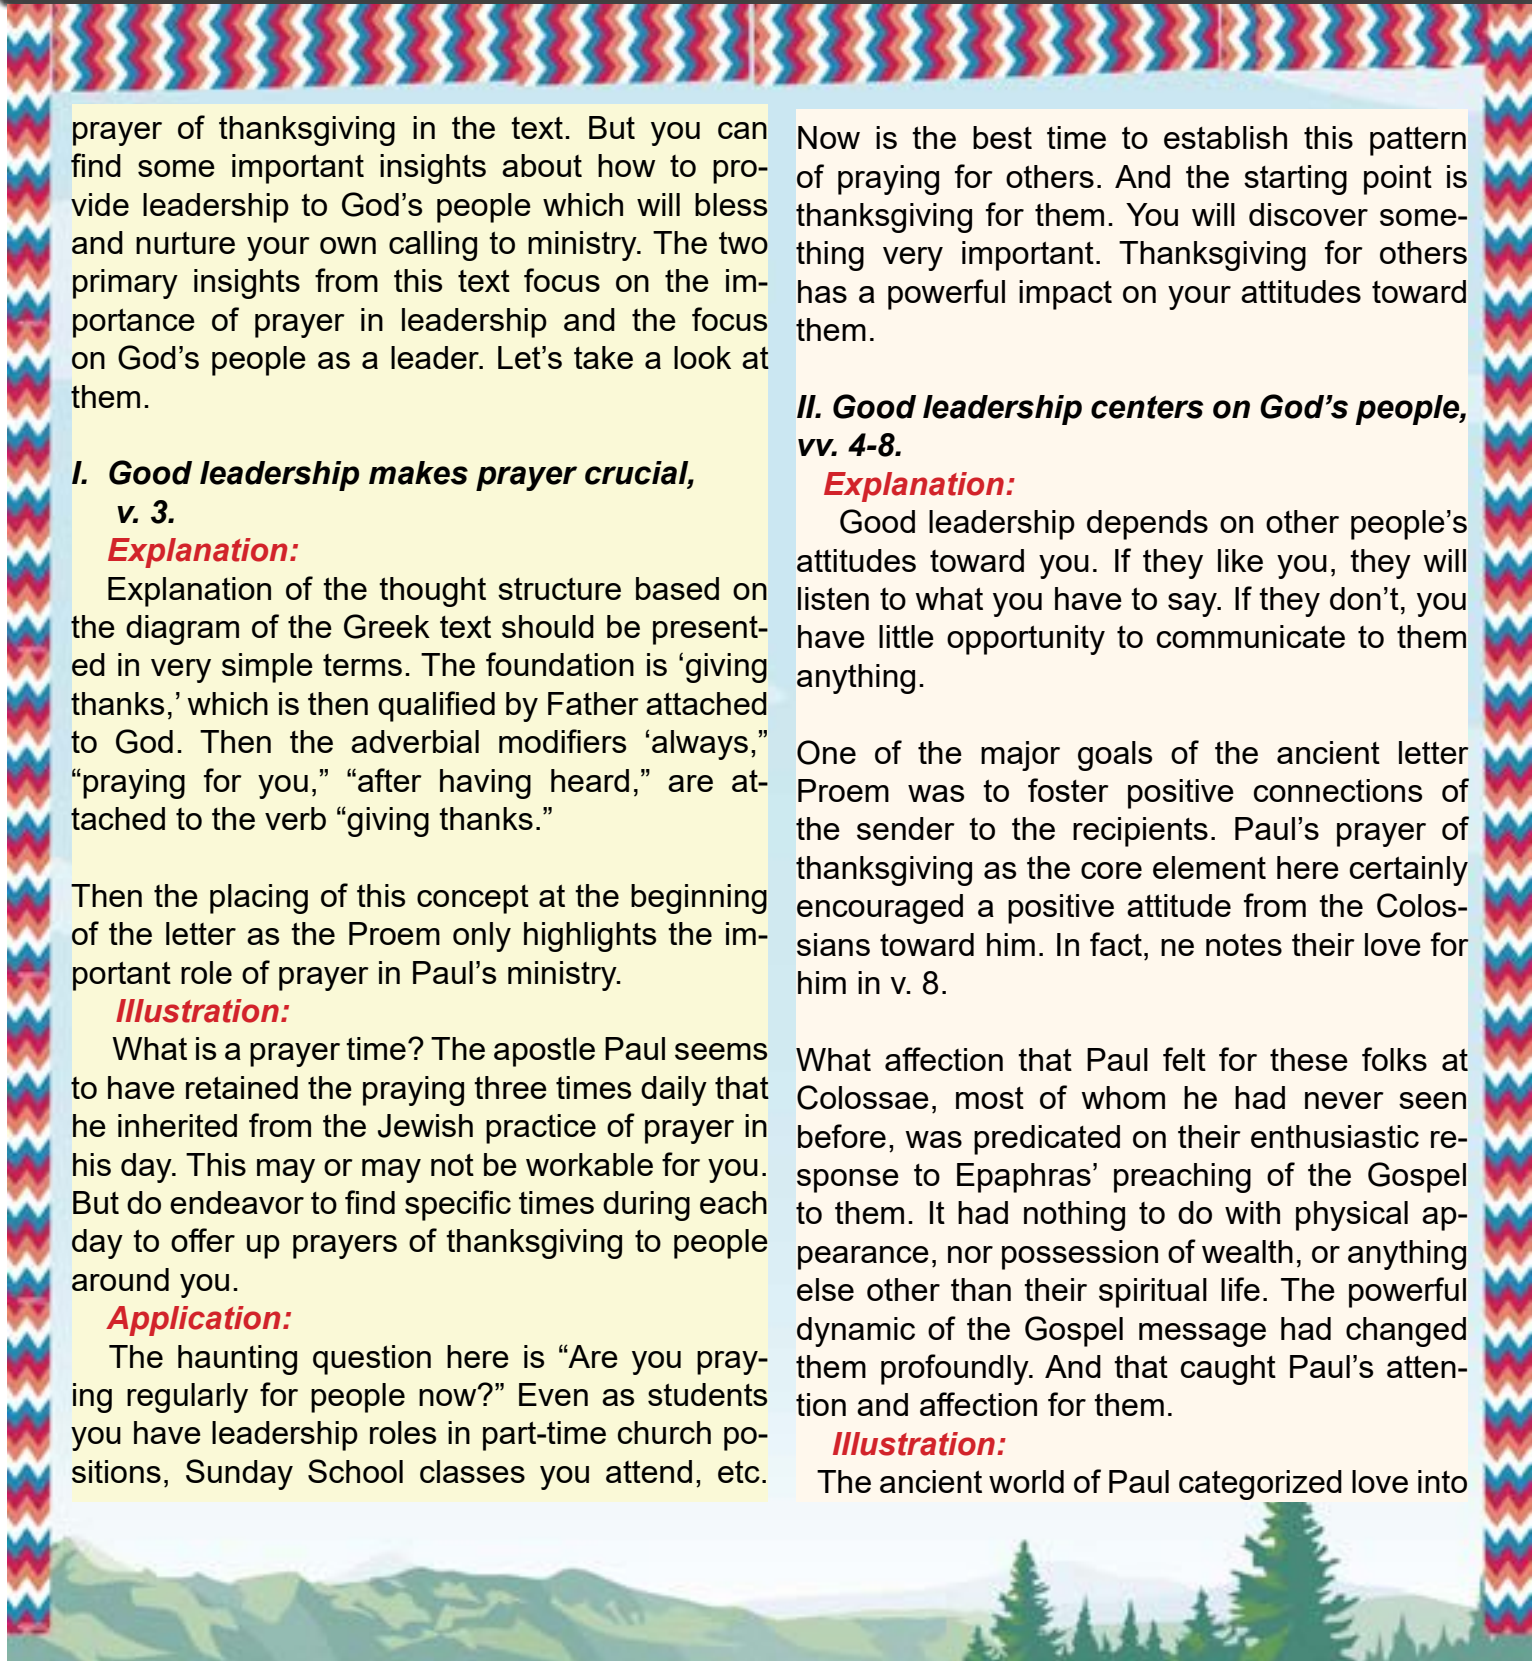 prayer of thanksgiving in the text. But you can
find some important insights about how to pro-
vide leadership to God’s people which will bless
and nurture your own calling to ministry. The two
primary insights from this text focus on the im-
portance of prayer in leadership and the focus
on God’s people as a leader. Let’s take a look at
them.
I. Good leadership makes prayer crucial,
v. 3.
Explanation:
Explanation of the thought structure based on
the diagram of the Greek text should be present-
ed in very simple terms. The foundation is ‘giving
thanks,’ which is then qualified by Father attached
to God. Then the adverbial modifiers ‘always,”
“praying for you,” “after having heard,” are at-
tached to the verb “giving thanks.”
Then the placing of this concept at the beginning
of the letter as the Proem only highlights the im-
portant role of prayer in Paul’s ministry.
Illustration:
What is a prayer time? The apostle Paul seems
to have retained the praying three times daily that
he inherited from the Jewish practice of prayer in
his day. This may or may not be workable for you.
But do endeavor to find specific times during each
day to offer up prayers of thanksgiving to people
around you.
Application:
The haunting question here is “Are you pray-
ing regularly for people now?” Even as students
you have leadership roles in part-time church po-
sitions, Sunday School classes you attend, etc.
Now is the best time to establish this pattern
of praying for others. And the starting point is
thanksgiving for them. You will discover some-
thing very important. Thanksgiving for others
has a powerful impact on your attitudes toward
them.
II. Good leadership centers on God’s people,
vv. 4-8.
Explanation:
Good leadership depends on other people’s
attitudes toward you. If they like you, they will
listen to what you have to say. If they don’t, you
have little opportunity to communicate to them
anything.
One of the major goals of the ancient letter
Proem was to foster positive connections of
the sender to the recipients. Paul’s prayer of
thanksgiving as the core element here certainly
encouraged a positive attitude from the Colos-
sians toward him. In fact, ne notes their love for
him in v. 8.
What affection that Paul felt for these folks at
Colossae, most of whom he had never seen
before, was predicated on their enthusiastic re-
sponse to Epaphras’ preaching of the Gospel
to them. It had nothing to do with physical ap-
pearance, nor possession of wealth, or anything
else other than their spiritual life. The powerful
dynamic of the Gospel message had changed
them profoundly. And that caught Paul’s atten-
tion and affection for them.
Illustration:
The ancient world of Paul categorized love into